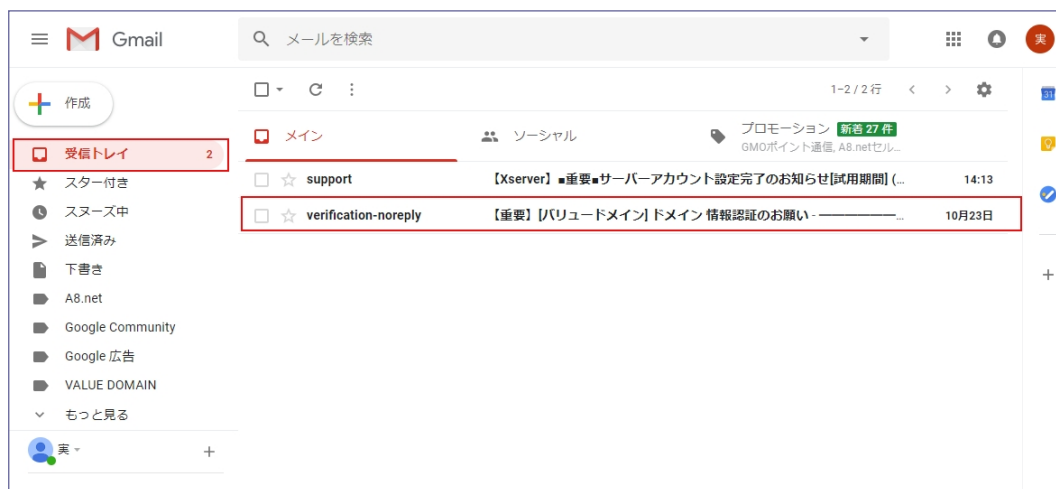 Gmail
メールを検索
実
作成
1–2 / 2 行
31
メイン
ソーシャル
プロモーション 新着 27 件
GMOポイント通信, A8.netセル...
受信トレイ 2
スター付き
スヌーズ中
送信済み
下書き
A8.net
Google Community
Google 広告
VALUE DOMAIN
もっと見る
実
support 【Xserver】■重要■サーバーアカウント設定完了のお知らせ[試用期間] (... 14:13
verification-noreply 【重要】[バリュードメイン] ドメイン 情報認証のお願い - ━━━━━━... 10月23日